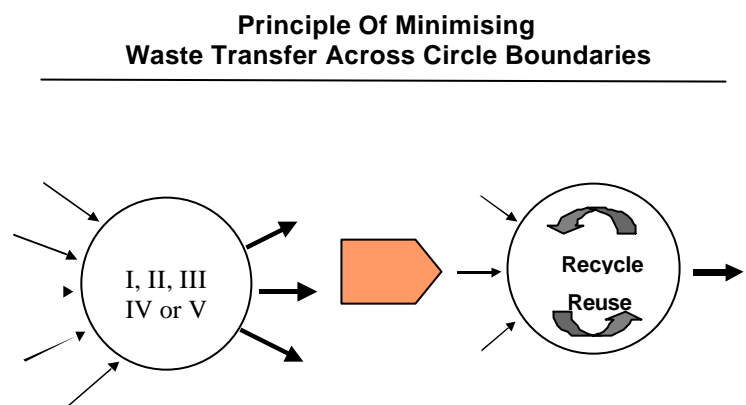 Principle Of Minimising
Waste Transfer Across Circle Boundaries
I, II, III
IV or V
Recycle
Reuse